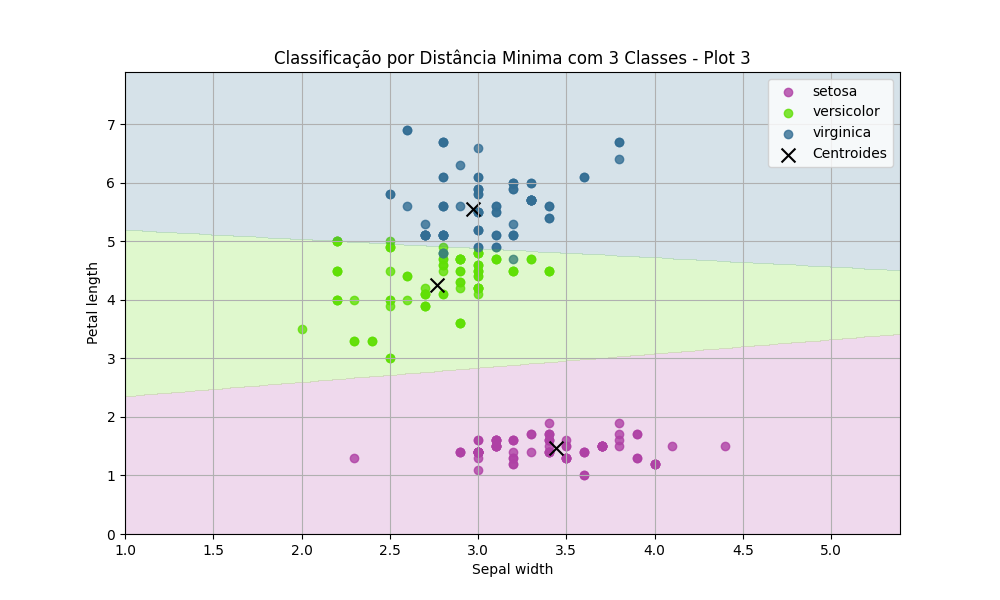 Classificação por Distância Minima com 3 Classes - Plot 3
setosa
versicolor
virginica
Centroides
Petal length
7
6
5
4
3
2
1
0
1.0 1.5 2.0 2.5 3.0 3.5 4.0 4.5 5.0
Sepal width